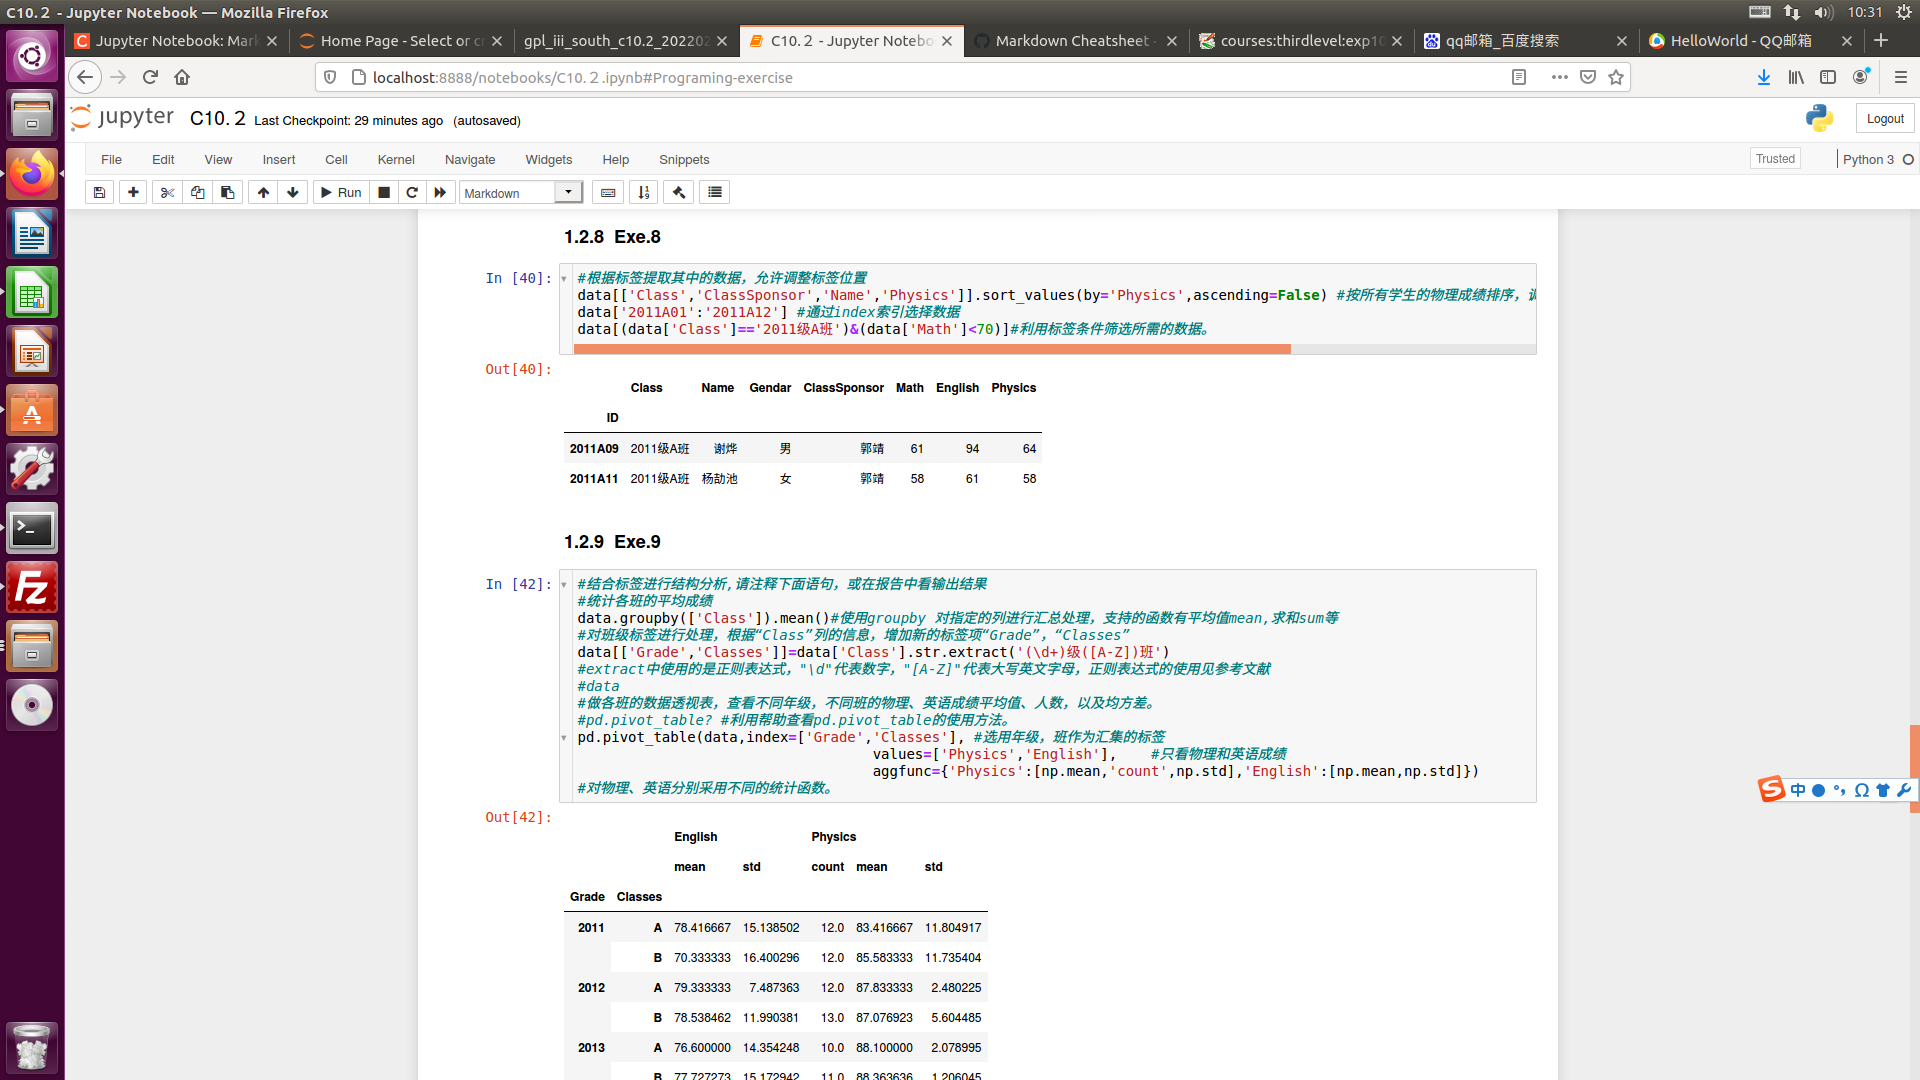 C10.2 - Jupyter Notebook — Mozilla Firefox
10:31
Jupyter Notebook: Mar
Home Page - Select or c
gpl_iii_south_c10.2_20220
C10.2 - Jupyter Notebo
Markdown Cheatsheet
courses:thirdlevel:exp10
qq邮箱_百度搜索
HelloWorld - QQ邮箱
localhost:8888/notebooks/C10.2.ipynb#Programing-exercise
jupyter C10.2 Last Checkpoint: 29 minutes ago (autosaved)
Logout
File Edit View Insert Cell Kernel Navigate Widgets Help Snippets
Trusted
Python 3
Run
Markdown
1.2.8 Exe.8
In [40]:
#根据标签提取其中的数据，允许调整标签位置
data[['Class','ClassSponsor','Name','Physics']].sort_values(by='Physics',ascending=False) #按所有学生的物理成绩排序，
data['2011A01':'2011A12'] #通过index索引选择数据
data[(data['Class']=='2011级A班')&(data['Math']<70)]#利用标签条件筛选所需的数据。
Out[40]:
Class Name Gendar ClassSponsor Math English Physics
ID
2011A09 2011级A班 谢烨 男 郭靖 61 94 64
2011A11 2011级A班 杨劼池 女 郭靖 58 61 58
1.2.9 Exe.9
In [42]:
#结合标签进行结构分析,请注释下面语句，或在报告中看输出结果
#统计各班的平均成绩
data.groupby(['Class']).mean()#使用groupby 对指定的列进行汇总处理，支持的函数有平均值mean,求和sum等
#对班级标签进行处理，根据“Class”列的信息，增加新的标签项“Grade”，“Classes”
data[['Grade','Classes']]=data['Class'].str.extract('(\d+)级([A-Z])班')
#extract中使用的是正则表达式，"\d"代表数字，"[A-Z]"代表大写英文字母，正则表达式的使用见参考文献
#data
#做各班的数据透视表，查看不同年级，不同班的物理、英语成绩平均值、人数，以及均方差。
#pd.pivot_table? #利用帮助查看pd.pivot_table的使用方法。
pd.pivot_table(data,index=['Grade','Classes'], #选用年级，班作为汇集的标签
values=['Physics','English'], #只看物理和英语成绩
aggfunc={'Physics':[np.mean,'count',np.std],'English':[np.mean,np.std]})
#对物理、英语分别采用不同的统计函数。
Out[42]:
English Physics
mean std count mean std
Grade Classes
2011 A 78.416667 15.138502 12.0 83.416667 11.804917
B 70.333333 16.400296 12.0 85.583333 11.735404
2012 A 79.333333 7.487363 12.0 87.833333 2.480225
B 78.538462 11.990381 13.0 87.076923 5.604485
2013 A 76.600000 14.354248 10.0 88.100000 2.078995
B 77.727273 15.172942 11.0 88.363636 1.206045
中